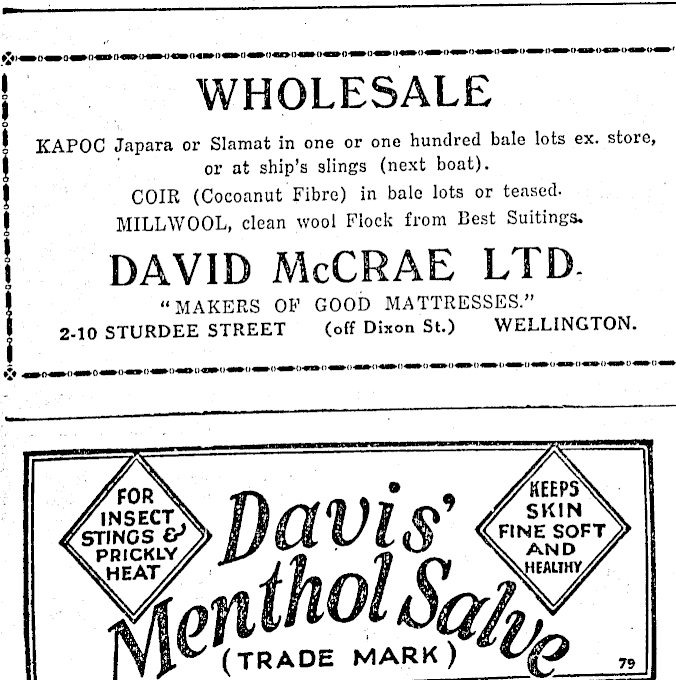 WHOLESALE
KAPOC Japara or Slamat in one or one hundred bale lots ex. store,
or at ship's slings (next boat).
COIR (Cocoanut Fibre) in bale lots or teased.
MILLWOOL, clean wool Flock from Best Suitings.
DAVID McCRAE LTD.
"MAKERS OF GOOD MATTRESSES."
2-10 STURDEE STREET (off Dixon St.) WELLINGTON.
FOR
INSECT
STINGS &
PRICKLY
HEAT
Davis'
Menthol Salve
(TRADE MARK)
KEEPS
SKIN
FINE SOFT
AND
HEALTHY
79